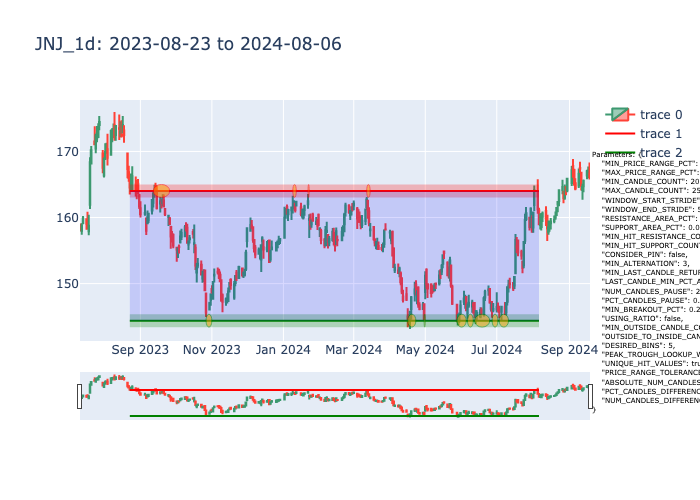 JNJ_1d: 2023-08-23 to 2024-08-06
170
160
150
Sep 2023
Nov 2023
Jan 2024
Mar 2024
May 2024
Jul 2024
Sep 2024
trace 0
trace 1
trace 2
Parameters: {
"MIN_PRICE_RANGE_PCT":
"MAX_PRICE_RANGE_PCT":
"MIN_CANDLE_COUNT": 20
"MAX_CANDLE_COUNT": 25
"WINDOW_START_STRIDE"
"WINDOW_END_STRIDE": 5
"RESISTANCE_AREA_PCT":
"SUPPORT_AREA_PCT": 0.0
"MIN_HIT_RESISTANCE_CO
"MIN_HIT_SUPPORT_COUN
"CONSIDER_PIN": false,
"MIN_ALTERNATION": 3,
"MIN_LAST_CANDLE_RETUR
"LAST_CANDLE_MIN_PCT_A
"NUM_CANDLES_PAUSE": 2
"PCT_CANDLES_PAUSE": 0.
"MIN_BREAKOUT_PCT": 0.2
"USING_RATIO": false,
"MIN_OUTSIDE_CANDLE_CO
"OUTSIDE_TO_INSIDE_CAN
"DESIRED_BINS": 5,
"PEAK_TROUGH_LOOKUP_W
"UNIQUE_HIT_VALUES": tru
"PRICE_RANGE_TOLERANC
"ABSOLUTE_NUM_CANDLES
"PCT_CANDLES_DIFFERENC
"NUM_CANDLES_DIFFEREN
}